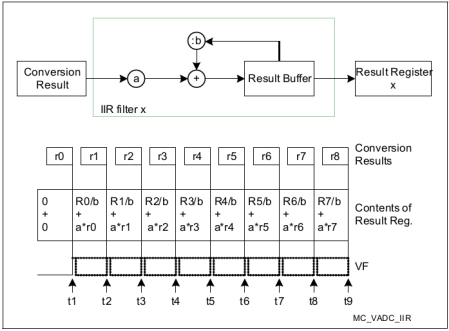 :b
Conversion
Result
a
+
Result Buffer
Result Register
x
IIR filter x
r0 r1 r2 r3 r4 r5 r6 r7 r8
Conversion
Results
0 R0/b R1/b R2/b R3/b R4/b R5/b R6/b R7/b
+ + + + + + + + +
0 a*r0 a*r1 a*r2 a*r3 a*r4 a*r5 a*r6 a*r7
Contents of
Result Reg.
VF
t1 t2 t3 t4 t5 t6 t7 t8 t9
MC_VADC_IIR